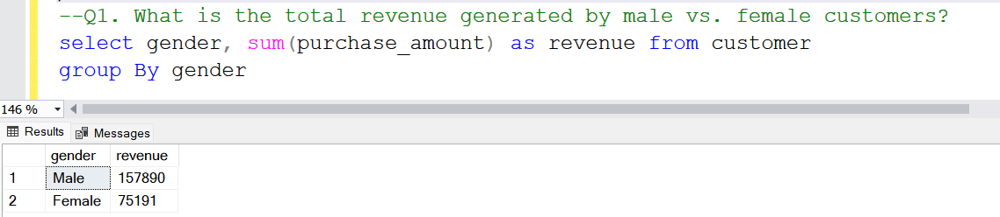 --Q1. What is the total revenue generated by male vs. female customers?
select gender, sum(purchase_amount) as revenue from customer
group By gender
146 %
Results Messages
gender revenue
1 Male 157890
2 Female 75191